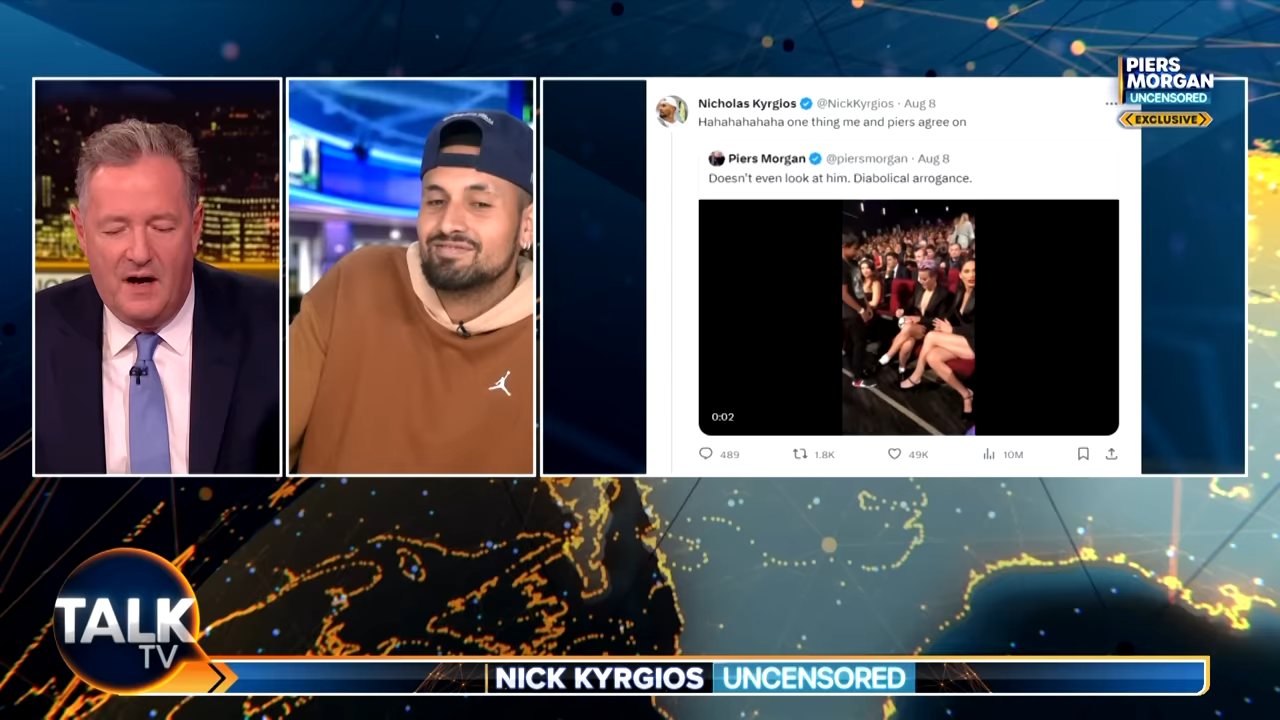 PIERS
MORGAN
UNCENSORED
EXCLUSIVE
Nicholas Kyrgios @NickKyrgios · Aug 8
Hahahahahaha one thing me and piers agree on
Piers Morgan @piersmorgan · Aug 8
Doesn't even look at him. Diabolical arrogance.
0:02
489 1.8K 49K 10M
TALK
TV
NICK KYRGIOS UNCENSORED